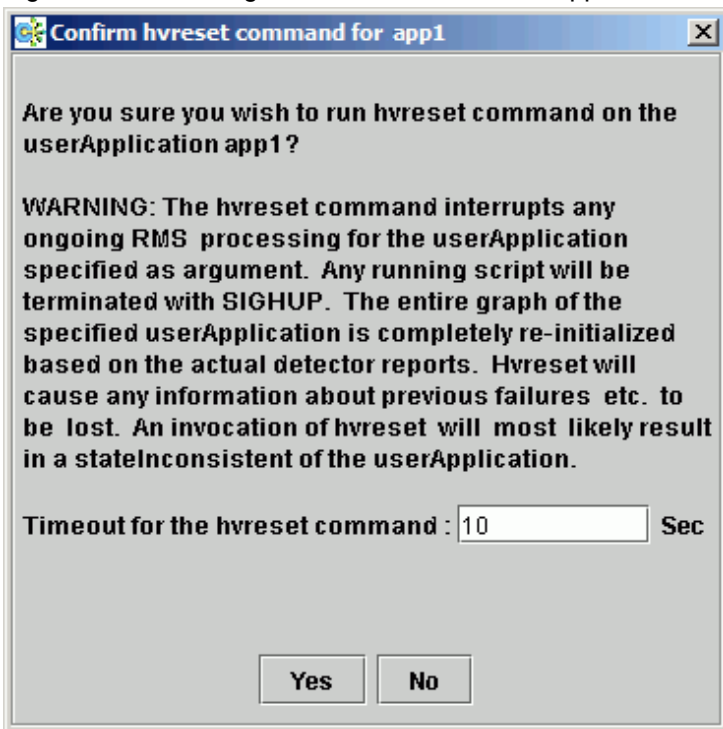 Confirm hvreset command for app1
Are you sure you wish to run hvreset command on the
userApplication app1?
WARNING: The hvreset command interrupts any
ongoing RMS processing for the userApplication
specified as argument. Any running script will be
terminated with SIGHUP. The entire graph of the
specified userApplication is completely re-initialized
based on the actual detector reports. Hvreset will
cause any information about previous failures etc. to
be lost. An invocation of hvreset will most likely result
in a stateInconsistent of the userApplication.
Timeout for the hvreset command : 10 Sec
Yes No